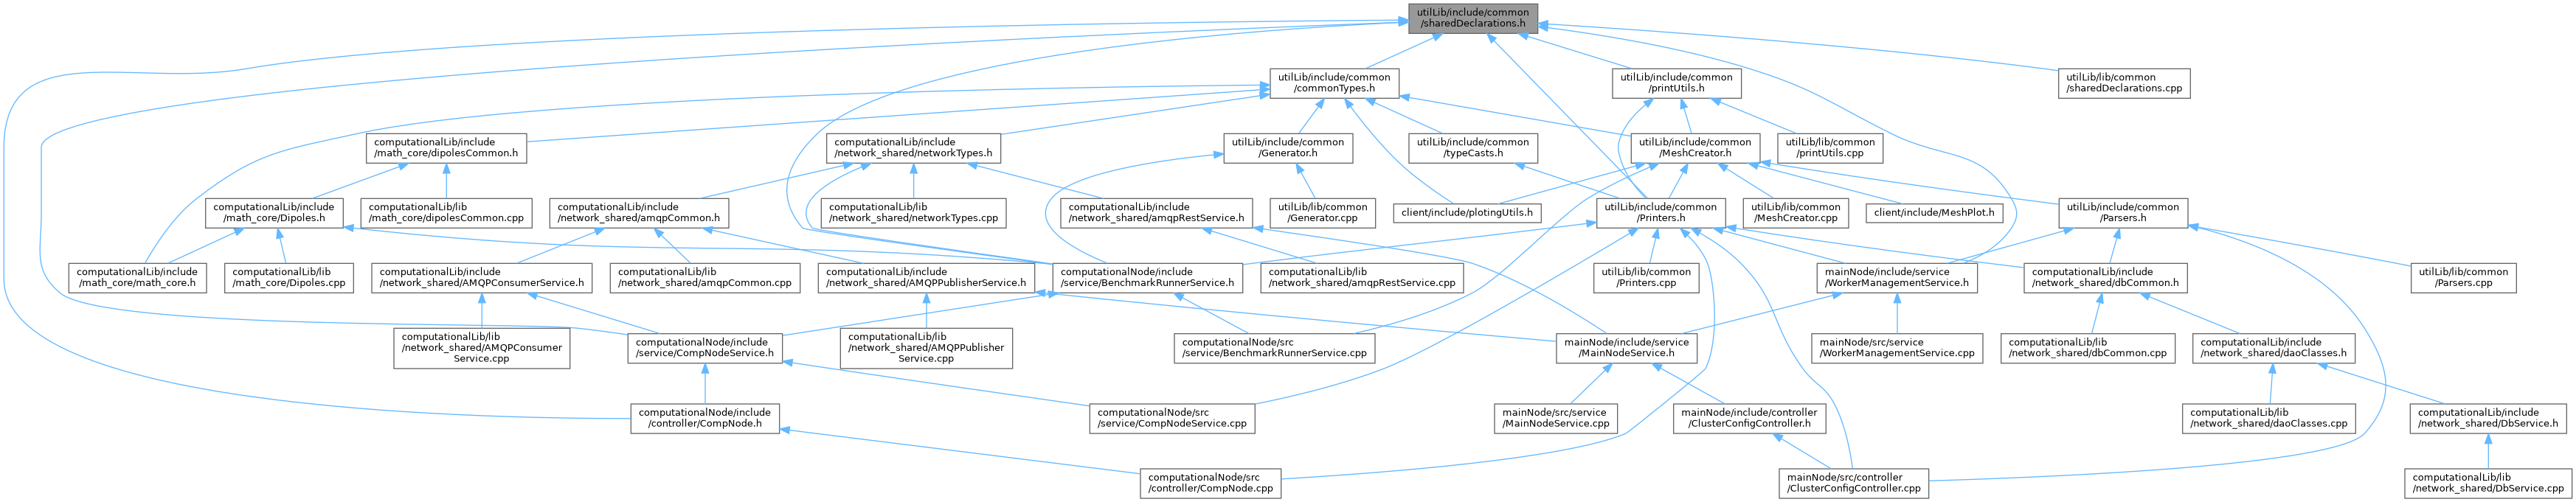 utilLib/include/common
/sharedDeclarations.h
utilLib/include/common
/commonTypes.h
utilLib/include/common
/printUtils.h
utilLib/lib/common
/sharedDeclarations.cpp
computationalLib/include
/math_core/dipolesCommon.h
computationalLib/include
/network_shared/networkTypes.h
utilLib/include/common
/Generator.h
utilLib/include/common
/typeCasts.h
utilLib/include/common
/MeshCreator.h
utilLib/lib/common
/printUtils.cpp
computationalLib/include
/math_core/Dipoles.h
computationalLib/lib
/math_core/dipolesCommon.cpp
computationalLib/include
/network_shared/amqpCommon.h
computationalLib/lib
/network_shared/networkTypes.cpp
computationalLib/include
/network_shared/amqpRestService.h
utilLib/lib/common
/Generator.cpp
client/include/plotingUtils.h
utilLib/include/common
/Printers.h
utilLib/lib/common
/MeshCreator.cpp
client/include/MeshPlot.h
utilLib/include/common
/Parsers.h
computationalLib/include
/math_core/math_core.h
computationalLib/lib
/math_core/Dipoles.cpp
computationalLib/include
/network_shared/AMQPConsumerService.h
computationalLib/lib
/network_shared/amqpCommon.cpp
computationalLib/include
/network_shared/AMQPPublisherService.h
computationalNode/include
/service/BenchmarkRunnerService.h
computationalLib/lib
/network_shared/amqpRestService.cpp
utilLib/lib/common
/Printers.cpp
mainNode/include/service
/WorkerManagementService.h
computationalLib/include
/network_shared/dbCommon.h
utilLib/lib/common
/Parsers.cpp
computationalLib/lib
/network_shared/AMQPConsumer
Service.cpp
computationalNode/include
/service/CompNodeService.h
computationalLib/lib
/network_shared/AMQPPublisher
Service.cpp
computationalNode/src
/service/BenchmarkRunnerService.cpp
mainNode/include/service
/MainNodeService.h
mainNode/src/service
/WorkerManagementService.cpp
computationalLib/lib
/network_shared/dbCommon.cpp
computationalLib/include
/network_shared/daoClasses.h
computationalNode/include
/controller/CompNode.h
computationalNode/src
/service/CompNodeService.cpp
mainNode/src/service
/MainNodeService.cpp
mainNode/include/controller
/ClusterConfigController.h
computationalLib/lib
/network_shared/daoClasses.cpp
computationalLib/include
/network_shared/DbService.h
computationalNode/src
/controller/CompNode.cpp
mainNode/src/controller
/ClusterConfigController.cpp
computationalLib/lib
/network_shared/DbService.cpp